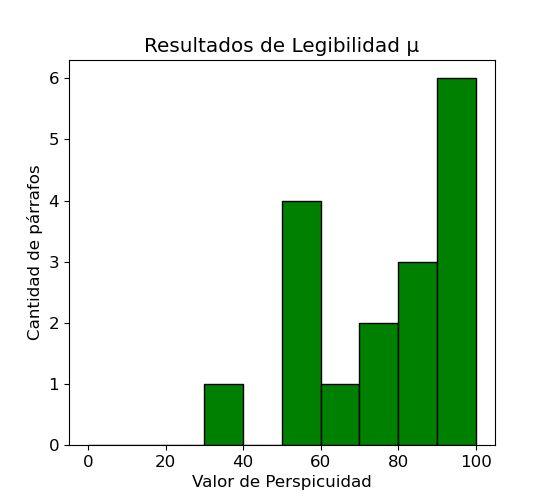 Resultados de Legibilidad μ
6
5
4
3
2
1
0
Cantidad de párrafos
0 20 40 60 80 100
Valor de Perspicuidad